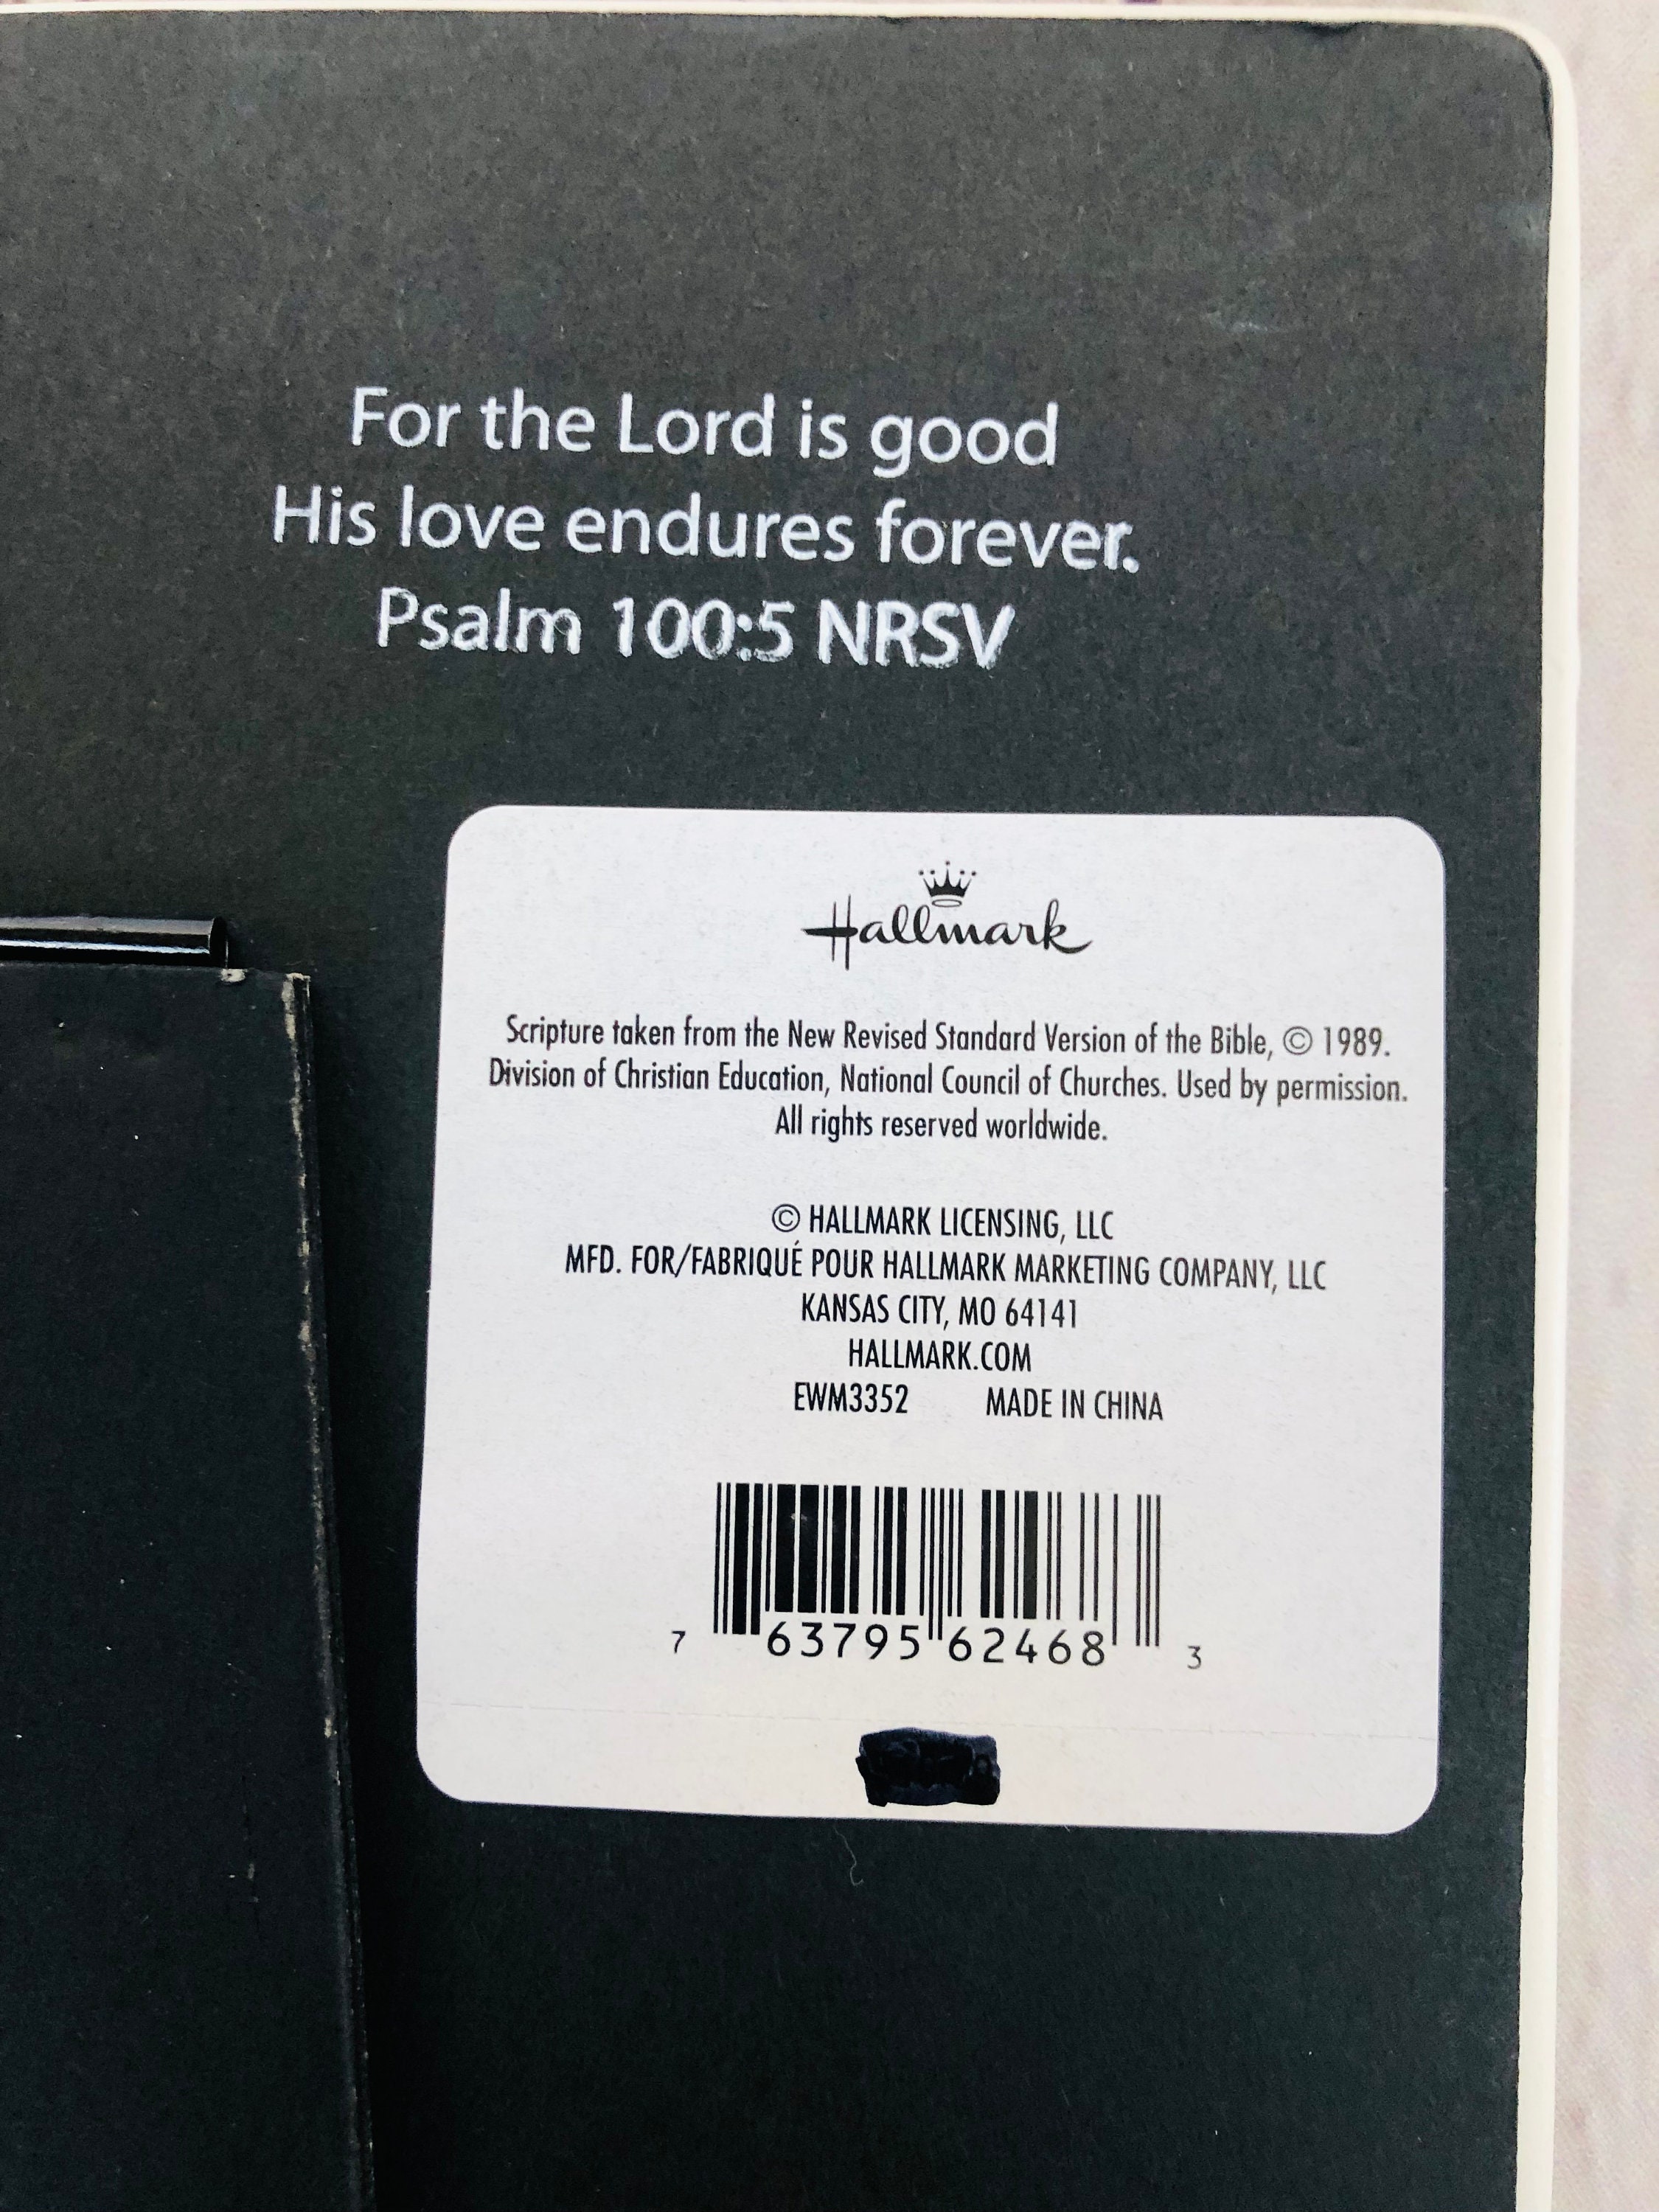 For the Lord is good
His love endures forever.
Psalm 100:5 NRSV
Hallmark
Scripture taken from the New Revised Standard Version of the Bible, © 1989.
Division of Christian Education, National Council of Churches. Used by permission.
All rights reserved worldwide.
© HALLMARK LICENSING, LLC
MFD. FOR/FABRIQUÉ POUR HALLMARK MARKETING COMPANY, LLC
KANSAS CITY, MO 64141
HALLMARK.COM
EWM3352 MADE IN CHINA
7 63795 62468 3